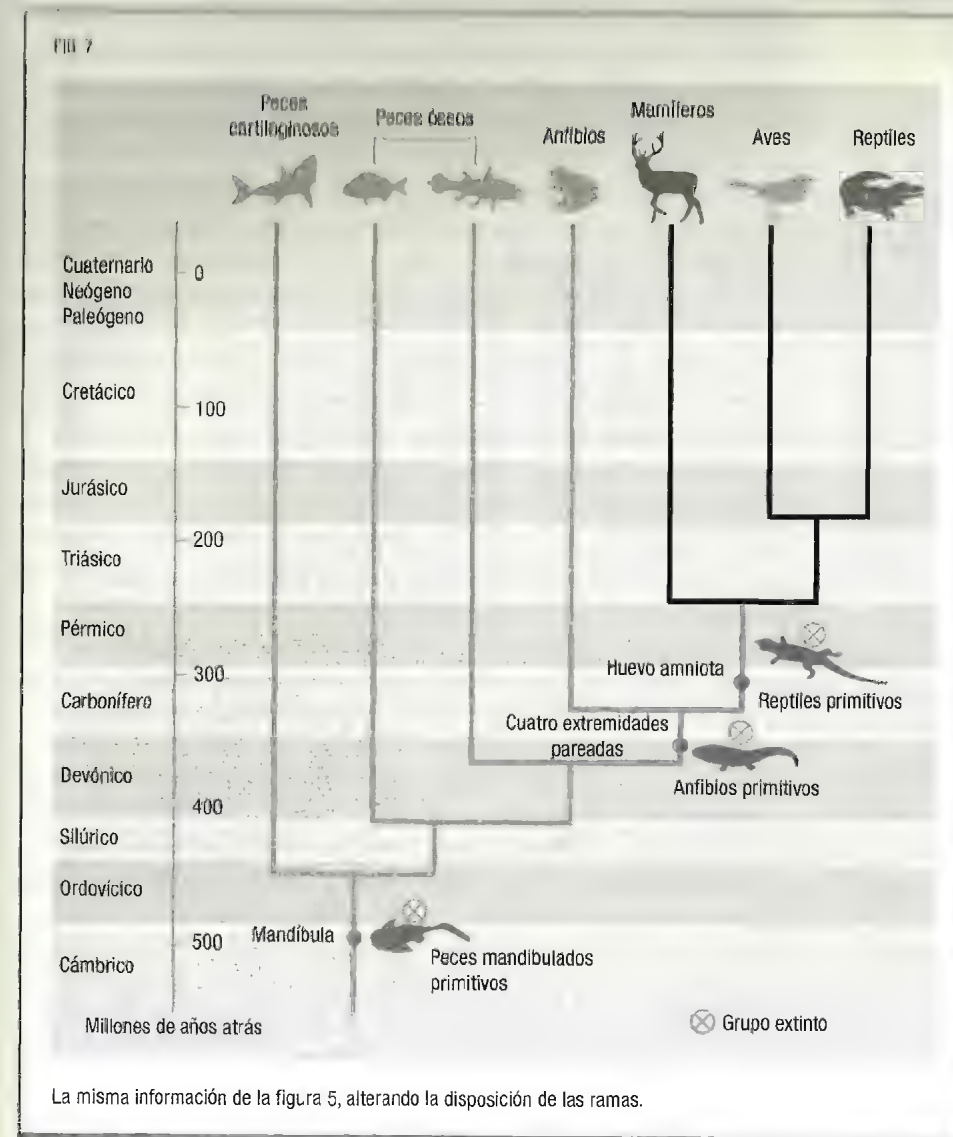 FIG 7
Peces
cartiloginosos
Peces óseos
Anfibios
Mamíferos
Aves
Reptiles
Cuaternario
Neógeno
Paleógeno
0
Cretácico
100
Jurásico
200
Triásico
Pérmico
300
Carbonífero
Devónico
400
Silúrico
Ordovícico
500
Cámbrico
Millones de años atrás
Huevo amniota
Reptiles primitivos
Cuatro extremidades
pareadas
Anfibios primitivos
Mandíbula
Peces mandibulados
primitivos
Grupo extinto
La misma información de la figura 5, alterando la disposición de las ramas.